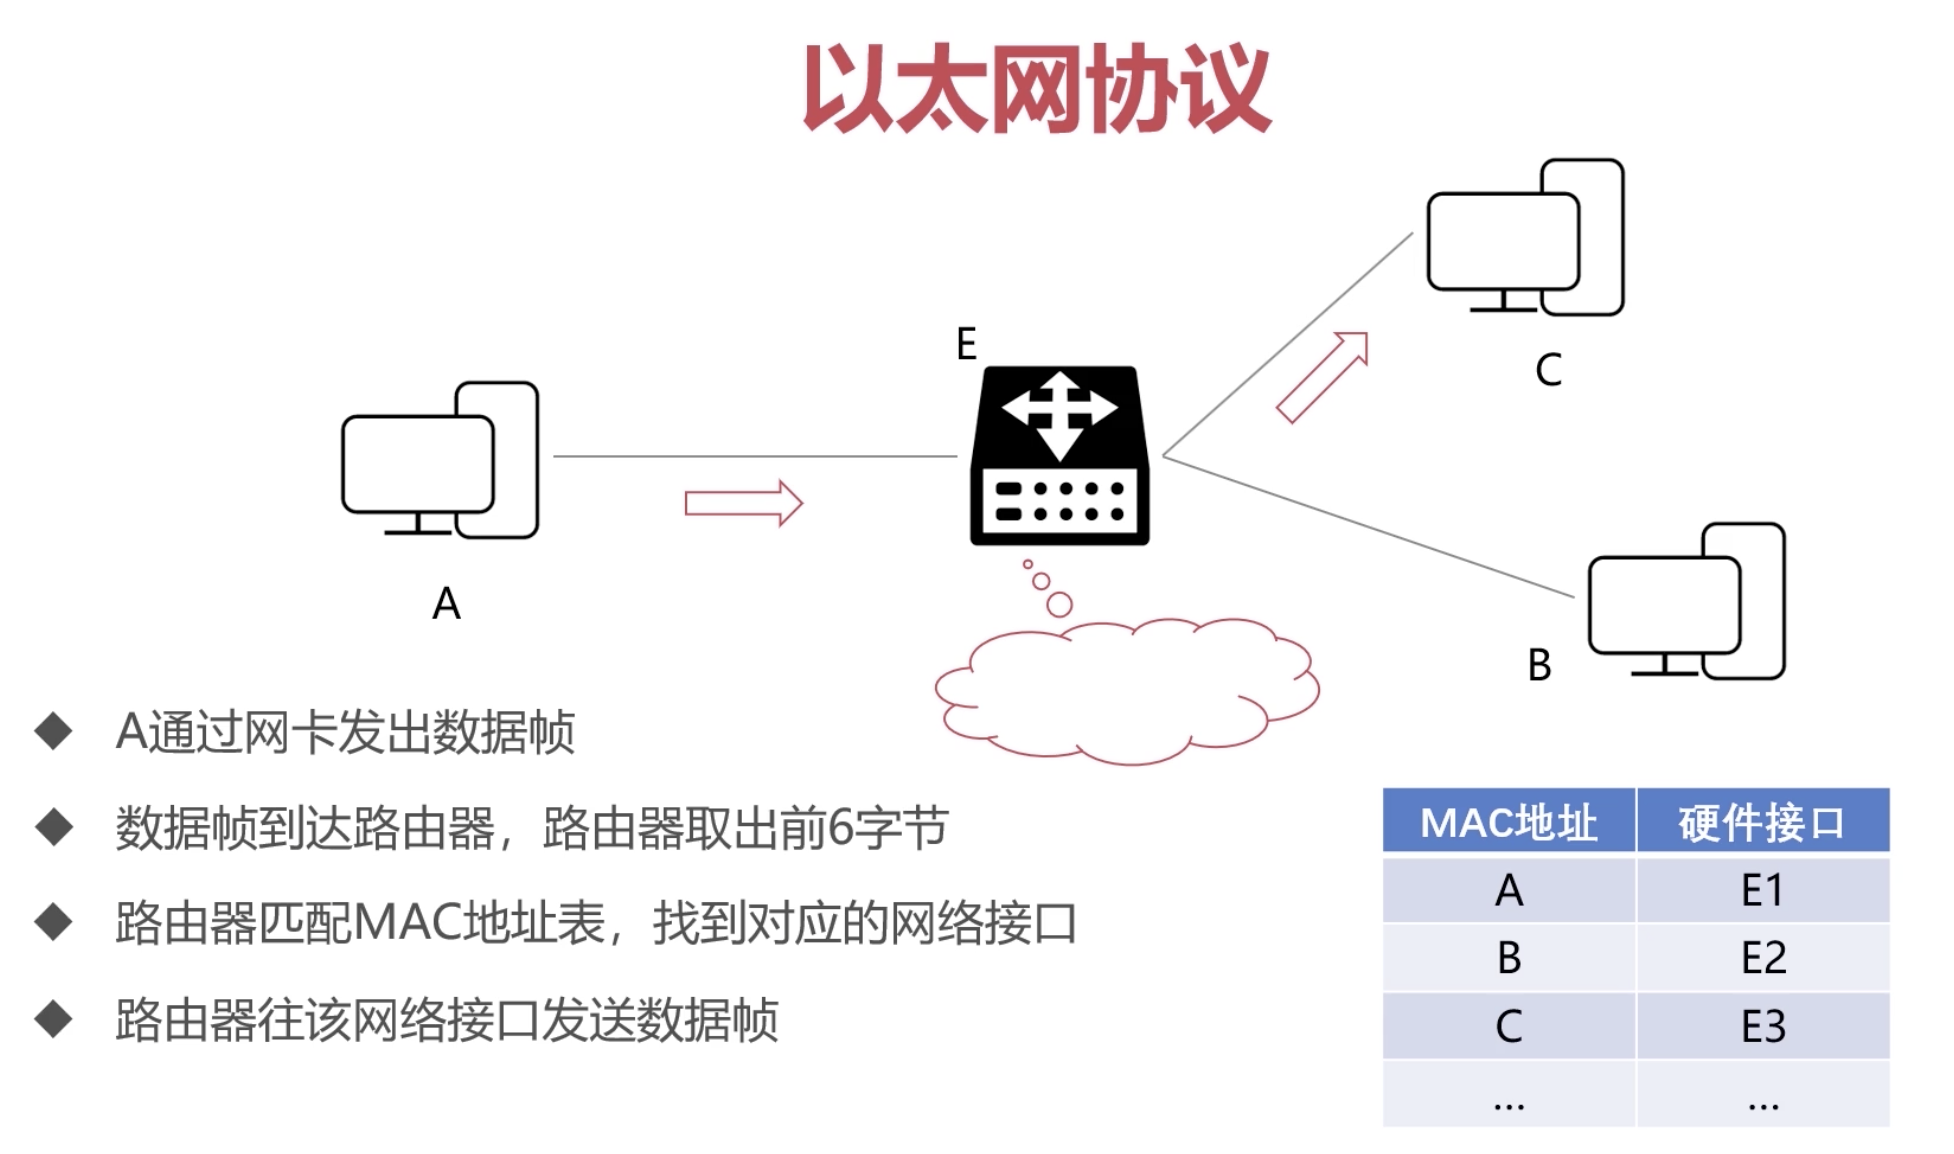 以太网协议
E
C
A
B
A通过网卡发出数据帧
数据帧到达路由器，路由器取出前6字节
路由器匹配MAC地址表，找到对应的网络接口
路由器往该网络接口发送数据帧
MAC地址 硬件接口
A E1
B E2
C E3
... ...